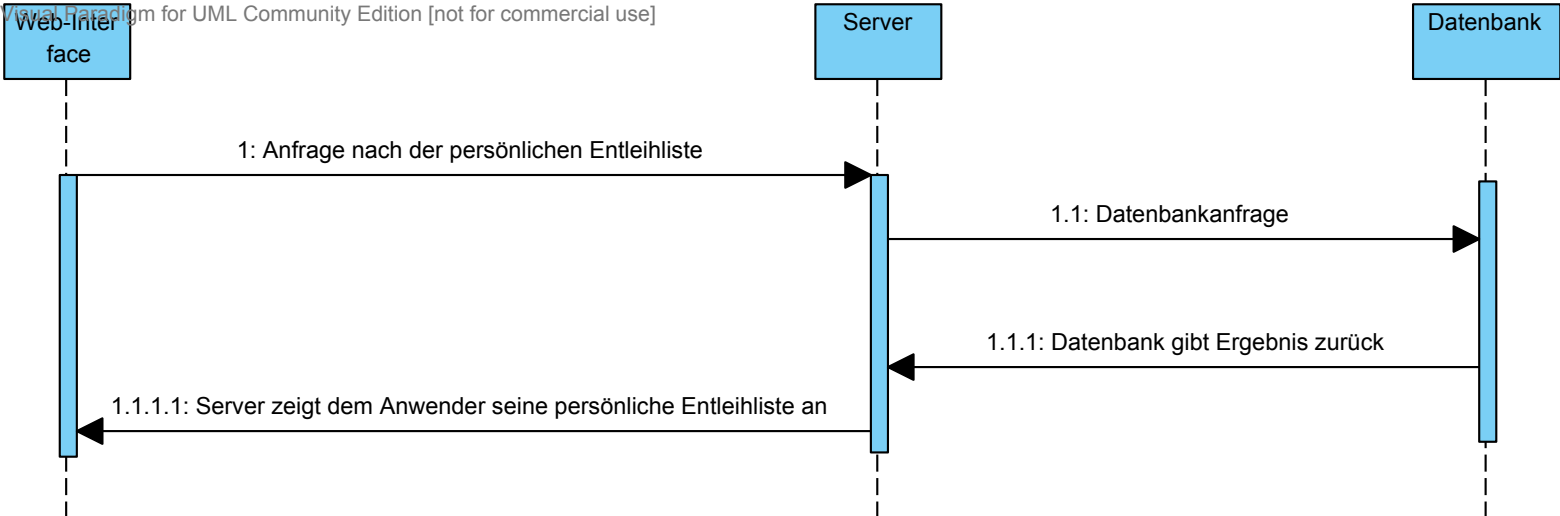 Visual Paradigm for UML Community Edition [not for commercial use]
Web-Inter
face
Server
Datenbank
1: Anfrage nach der persönlichen Entleihliste
1.1: Datenbankanfrage
1.1.1: Datenbank gibt Ergebnis zurück
1.1.1.1: Server zeigt dem Anwender seine persönliche Entleihliste an